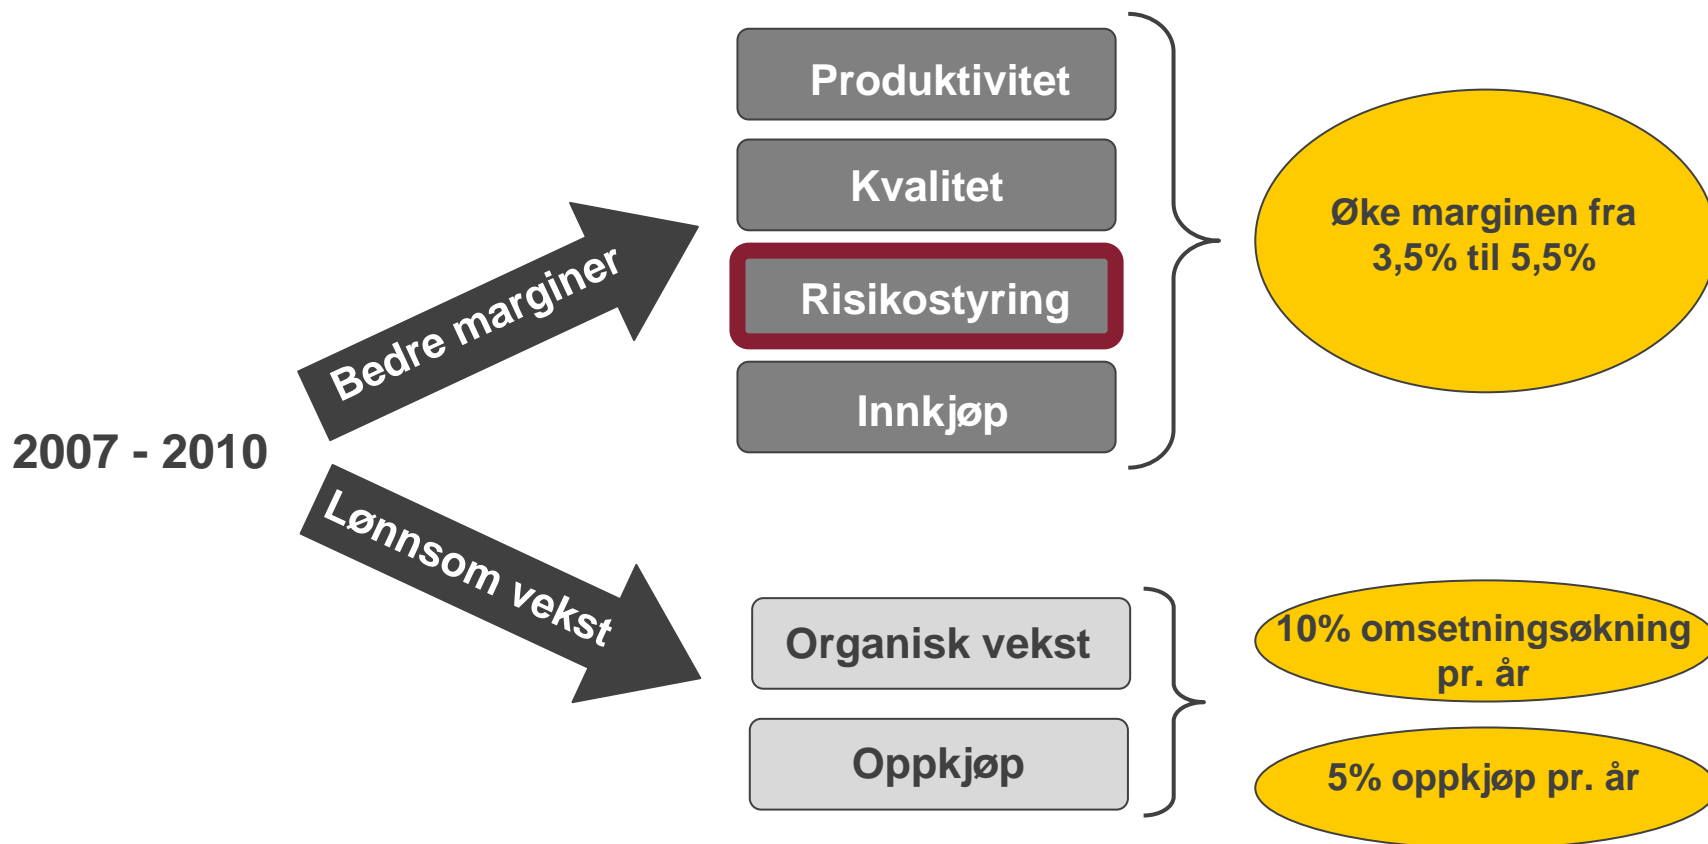 2007 - 2010
Bedre marginer
Produktivitet
Kvalitet
Risikostyring
Innkjøp
Øke marginen fra
3,5% til 5,5%
Lønnsom vekst
Organisk vekst
Oppkjøp
10% omsetningsøkning
pr. år
5% oppkjøp pr. år